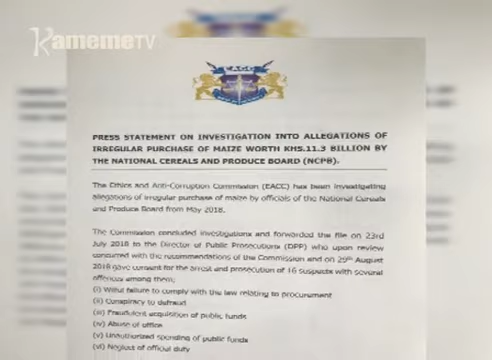 KamemeTV
EACC
PRESS STATEMENT ON INVESTIGATION INTO ALLEGATIONS OF
IRREGULAR PURCHASE OF MAIZE WORTH KHS.11.3 BILLION BY
THE NATIONAL CEREALS AND PRODUCE BOARD (NCPB).
The Ethics and Anti-Corruption Commission (EACC) has been investigating
allegations of irregular purchase of maize by officials of the National Cereals
and Produce Board from May 2018.
The Commission concluded investigations and forwarded the file on 23rd
July 2018 to the Director of Public Prosecutions (DPP) who upon review
concurred with the recommendations of the Commission and on 29th August
2018 gave consent for the arrest and prosecution of 16 suspects with several
offences among them;
(i) Wilful failure to comply with the law relating to procurement
(ii) Conspiracy to defraud
(iii) Fraudulent acquisition of public funds
(iv) Abuse of office
(v) Unauthorized spending of public funds
(vi) Neglect of official duty